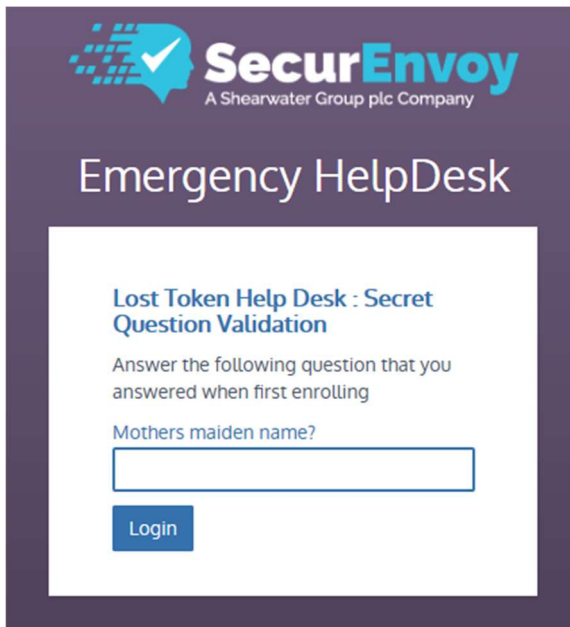 SecurEnvoy
A Shearwater Group plc Company
Emergency HelpDesk
Lost Token Help Desk : Secret
Question Validation
Answer the following question that you
answered when first enrolling
Mothers maiden name?
Login